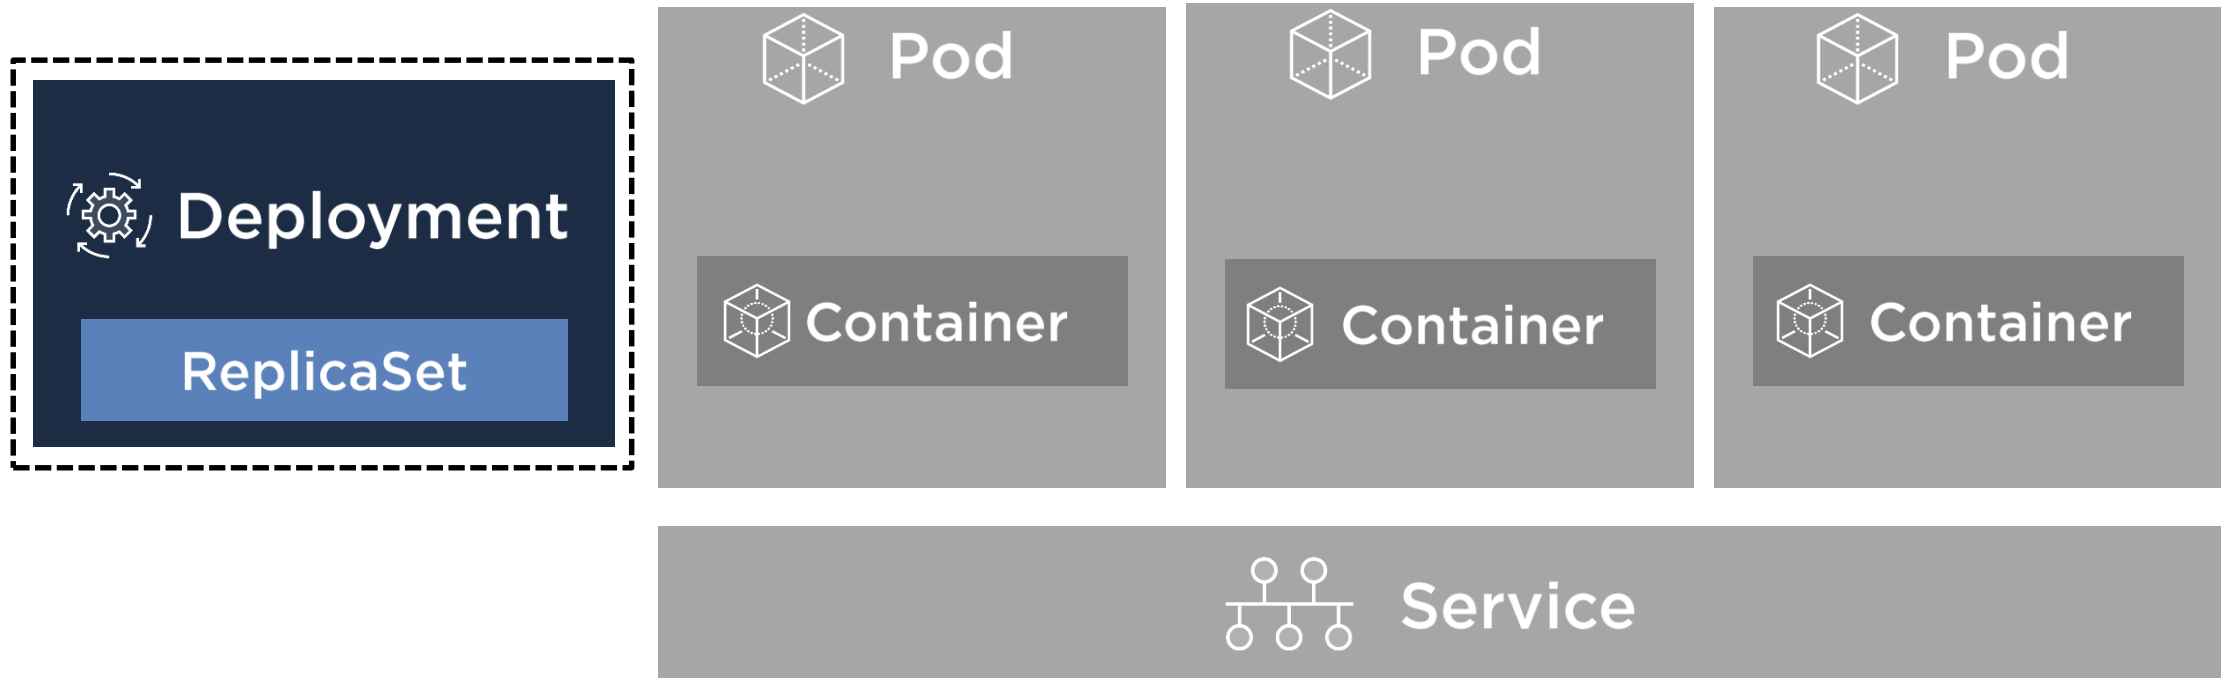 Pod
Pod
Pod
Deployment
ReplicaSet
Container
Container
Container
Service